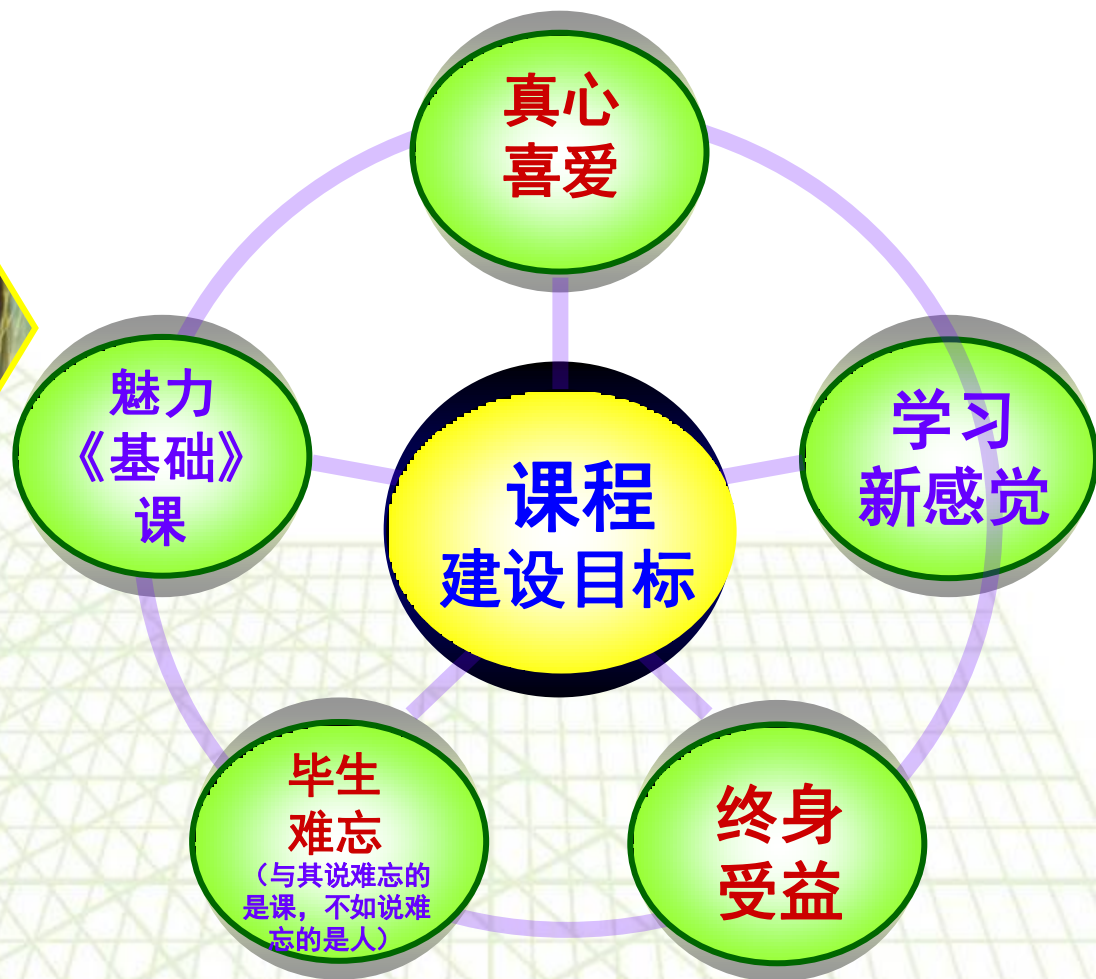 真心
喜爱
魅力
《基础》
课
学习
新感觉
课程
建设目标
毕生
难忘
（与其说难忘的
是课，不如说难
忘的是人）
终身
受益